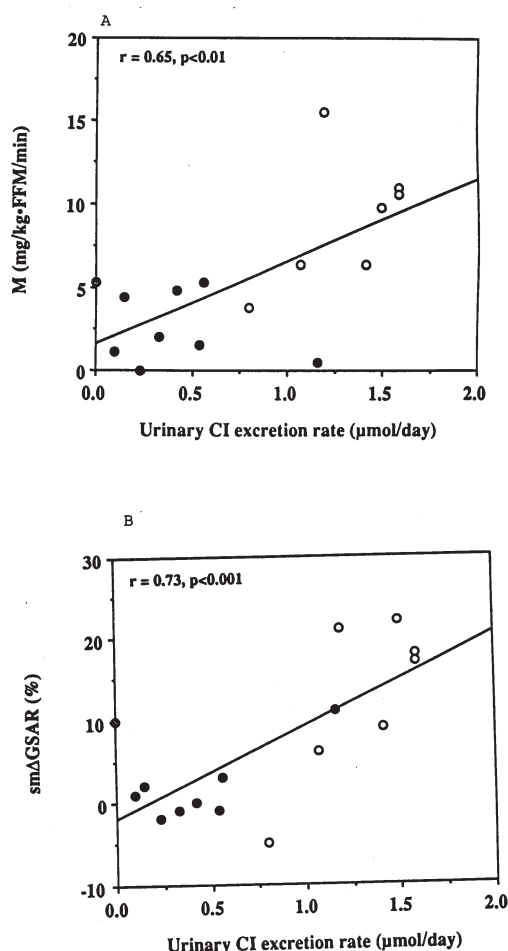 A
20
r = 0.65, p<0.01
15
10
5
0
M (mg/kg•FFM/min)
0.0 0.5 1.0 1.5 2.0
Urinary CI excretion rate (µmol/day)
B
30
r = 0.73, p<0.001
20
10
0
-10
sm∆GSAR (%)
0.0 0.5 1.0 1.5 2.0
Urinary CI excretion rate (µmol/day)